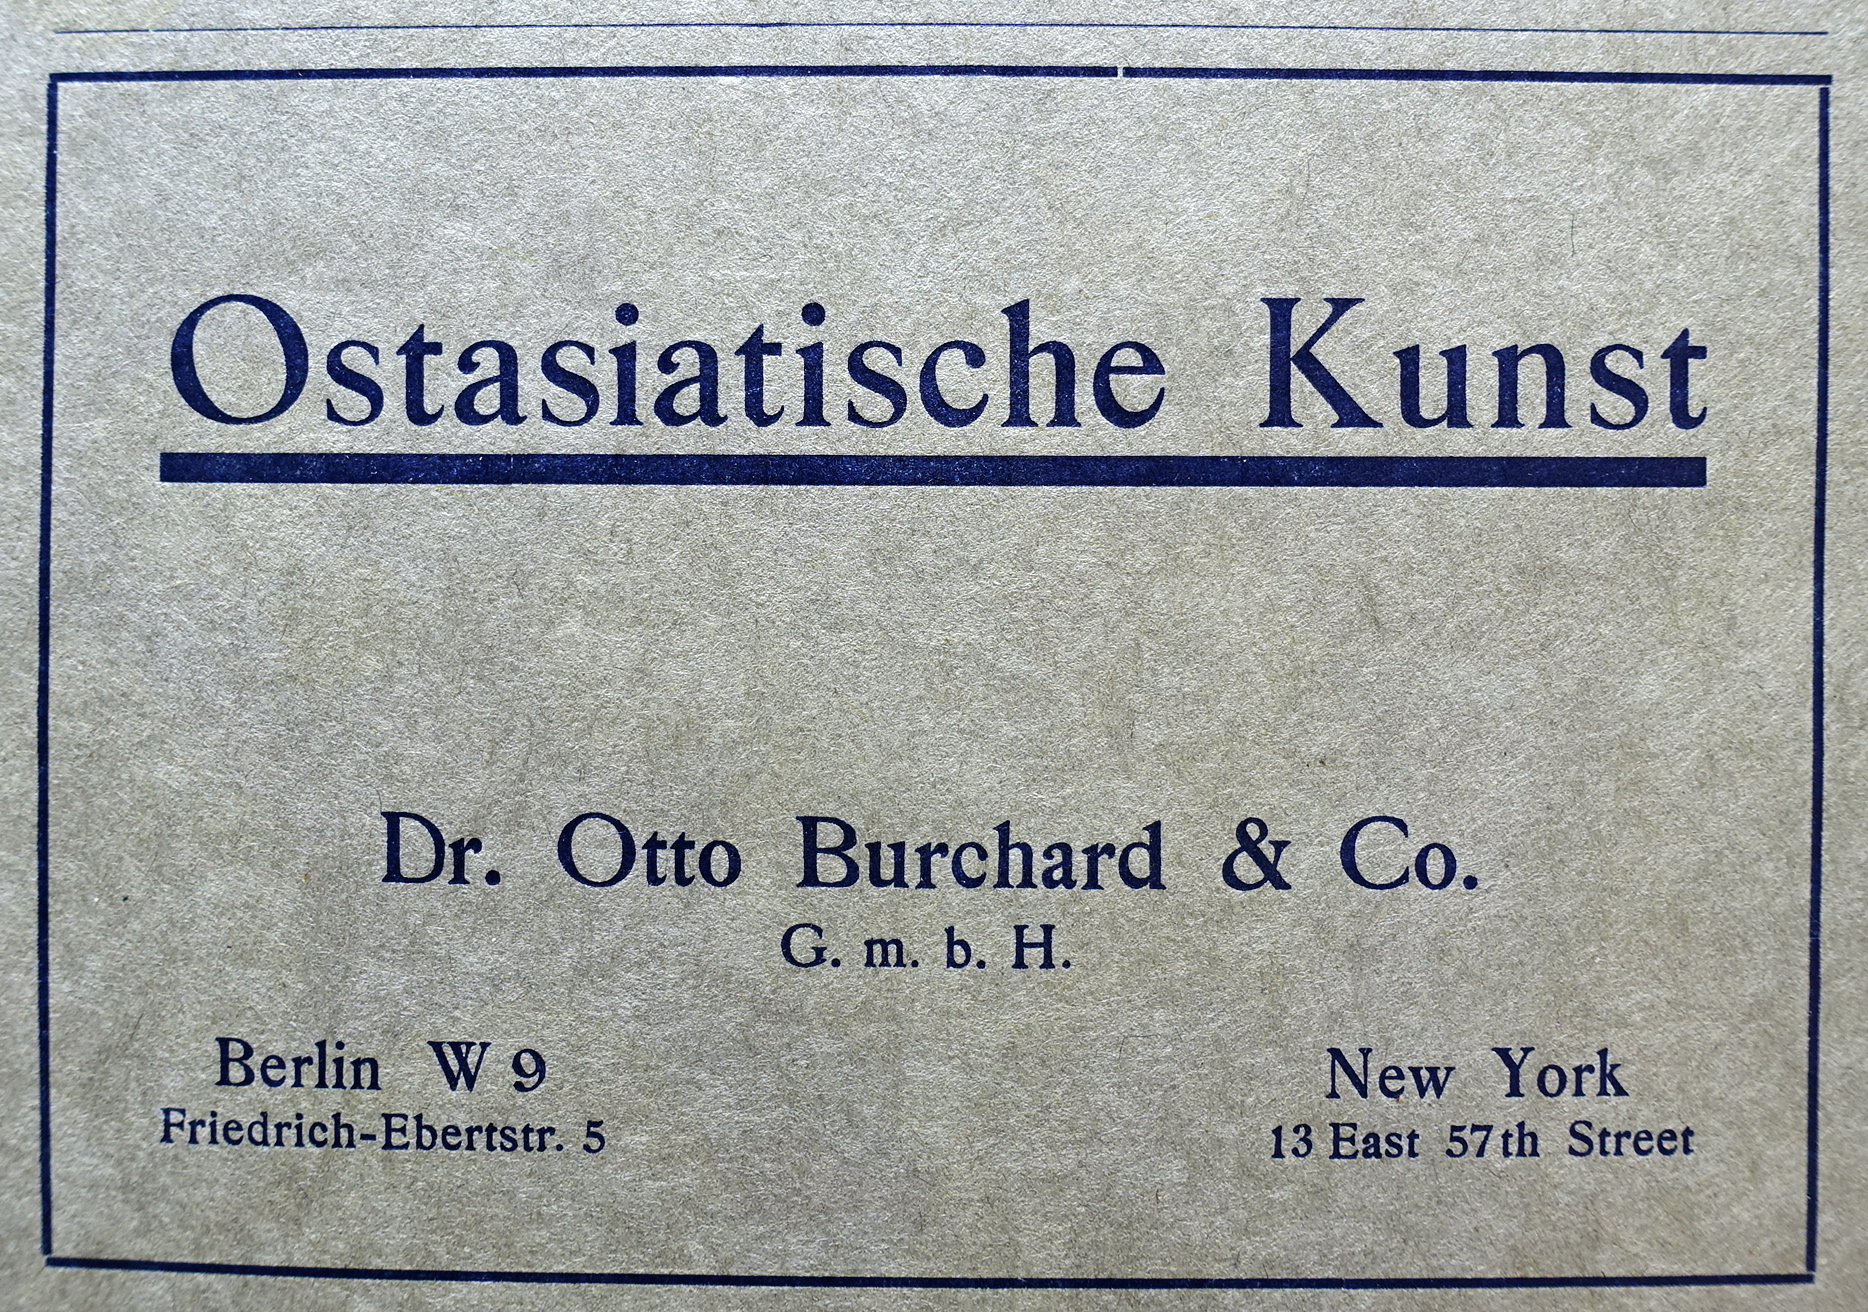 Ostasiatische Kunst
Dr. Otto Burchard & Co.
G. m. b. H.
Berlin W 9
Friedrich-Ebertstr. 5
New York
13 East 57th Street